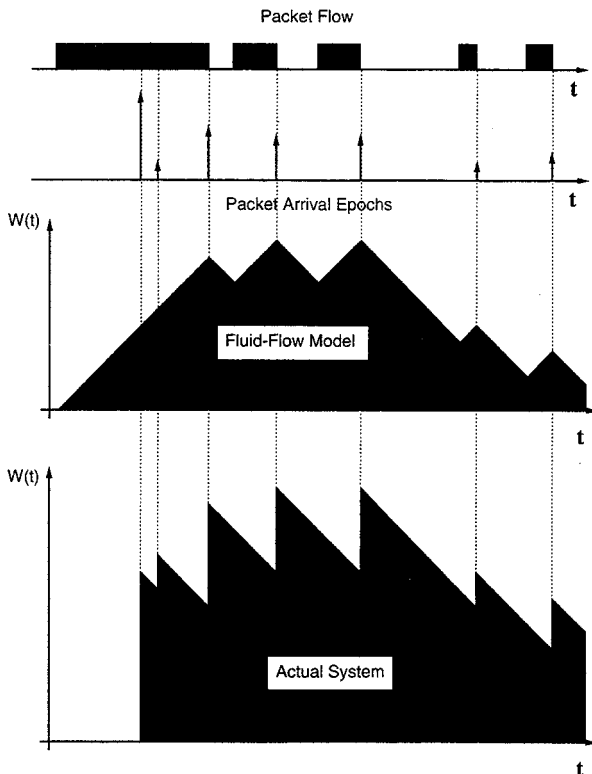 Packet Flow
t
t
Packet Arrival Epochs
W(t)
Fluid-Flow Model
t
W(t)
Actual System
t